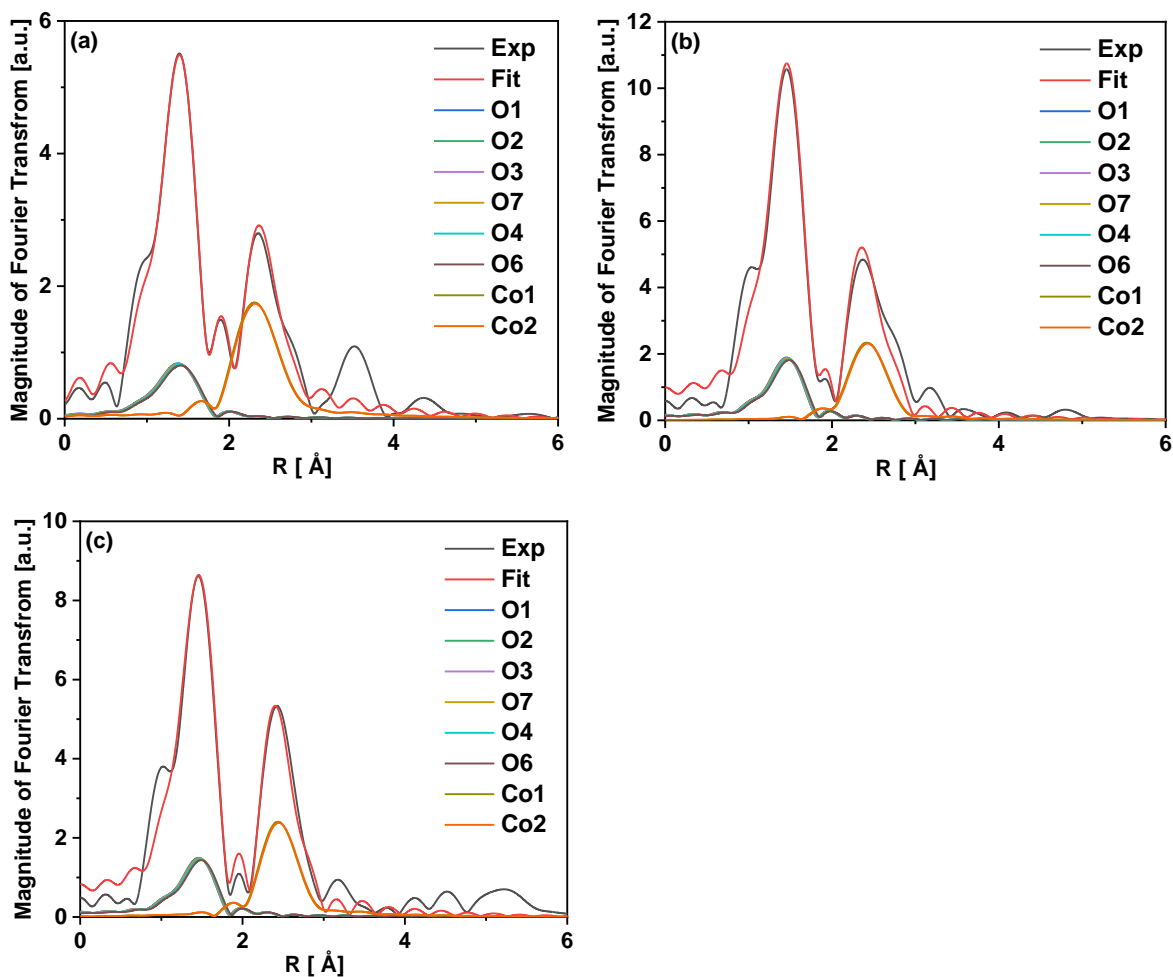 (a)
Magnitude of Fourier Transfrom [a.u.]
6
4
2
0
Exp
Fit
O1
O2
O3
O7
O4
O6
Co1
Co2
0 2 4 6
R [ Å]
(b)
Magnitude of Fourier Transfrom [a.u.]
12
10
8
6
4
2
0
Exp
Fit
O1
O2
O3
O7
O4
O6
Co1
Co2
0 2 4 6
R [ Å]
(c)
Magnitude of Fourier Transfrom [a.u.]
10
8
6
4
2
0
Exp
Fit
O1
O2
O3
O7
O4
O6
Co1
Co2
0 2 4 6
R [ Å]